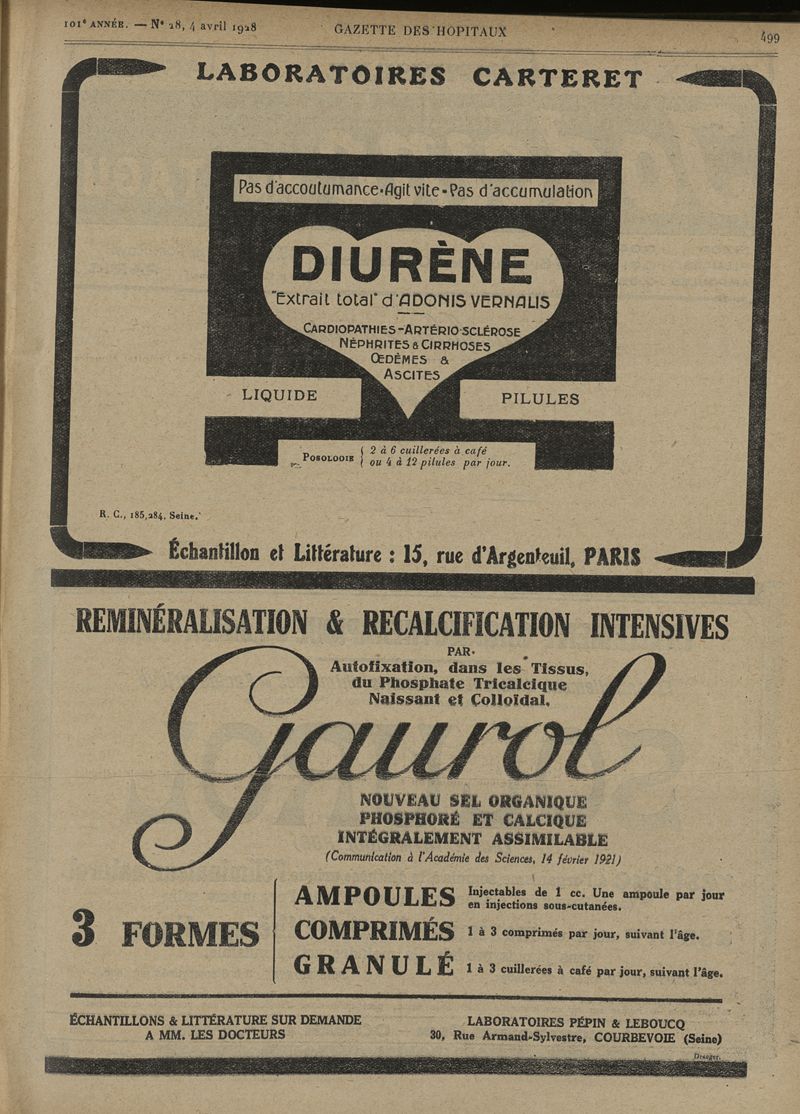 101e ANNÉE. — No 28, 4 avril 1928
GAZETTE DES HOPITAUX
499
LABORATOIRES CARTERET
Pas d'accoutumance-Agit vite-Pas d'accumulation
DIURÈNE
"Extrait total" d'ADONIS VERNALIS
CARDIOPATHIES-ARTÉRIO-SCLÉROSE
NÉPHRITES & CIRRHOSES
ŒDÈMES &
ASCITES
LIQUIDE
PILULES
POSOLOGIE { 2 à 6 cuillerées à café
ou 4 à 12 pilules par jour.
R. C., 185,284, Seine.
Échantillon et Littérature : 15, rue d'Argenteuil, PARIS
REMINÉRALISATION & RECALCIFICATION INTENSIVES
PAR
Autofixation, dans les Tissus,
du Phosphate Tricalcique
Naissant et Colloïdal,
Gaurol
NOUVEAU SEL ORGANIQUE
PHOSPHORÉ ET CALCIQUE
INTÉGRALEMENT ASSIMILABLE
(Communication à l'Académie des Sciences, 14 février 1921)
3 FORMES
AMPOULES Injectables de 1 cc. Une ampoule par jour
en injections sous-cutanées.
COMPRIMÉS 1 à 3 comprimés par jour, suivant l'âge.
GRANULÉ 1 à 3 cuillerées à café par jour, suivant l'âge.
ÉCHANTILLONS & LITTÉRATURE SUR DEMANDE
A MM. LES DOCTEURS
LABORATOIRES PÉPIN & LEBOUCQ
30, Rue Armand-Sylvestre, COURBEVOIE (Seine)
Draeger.